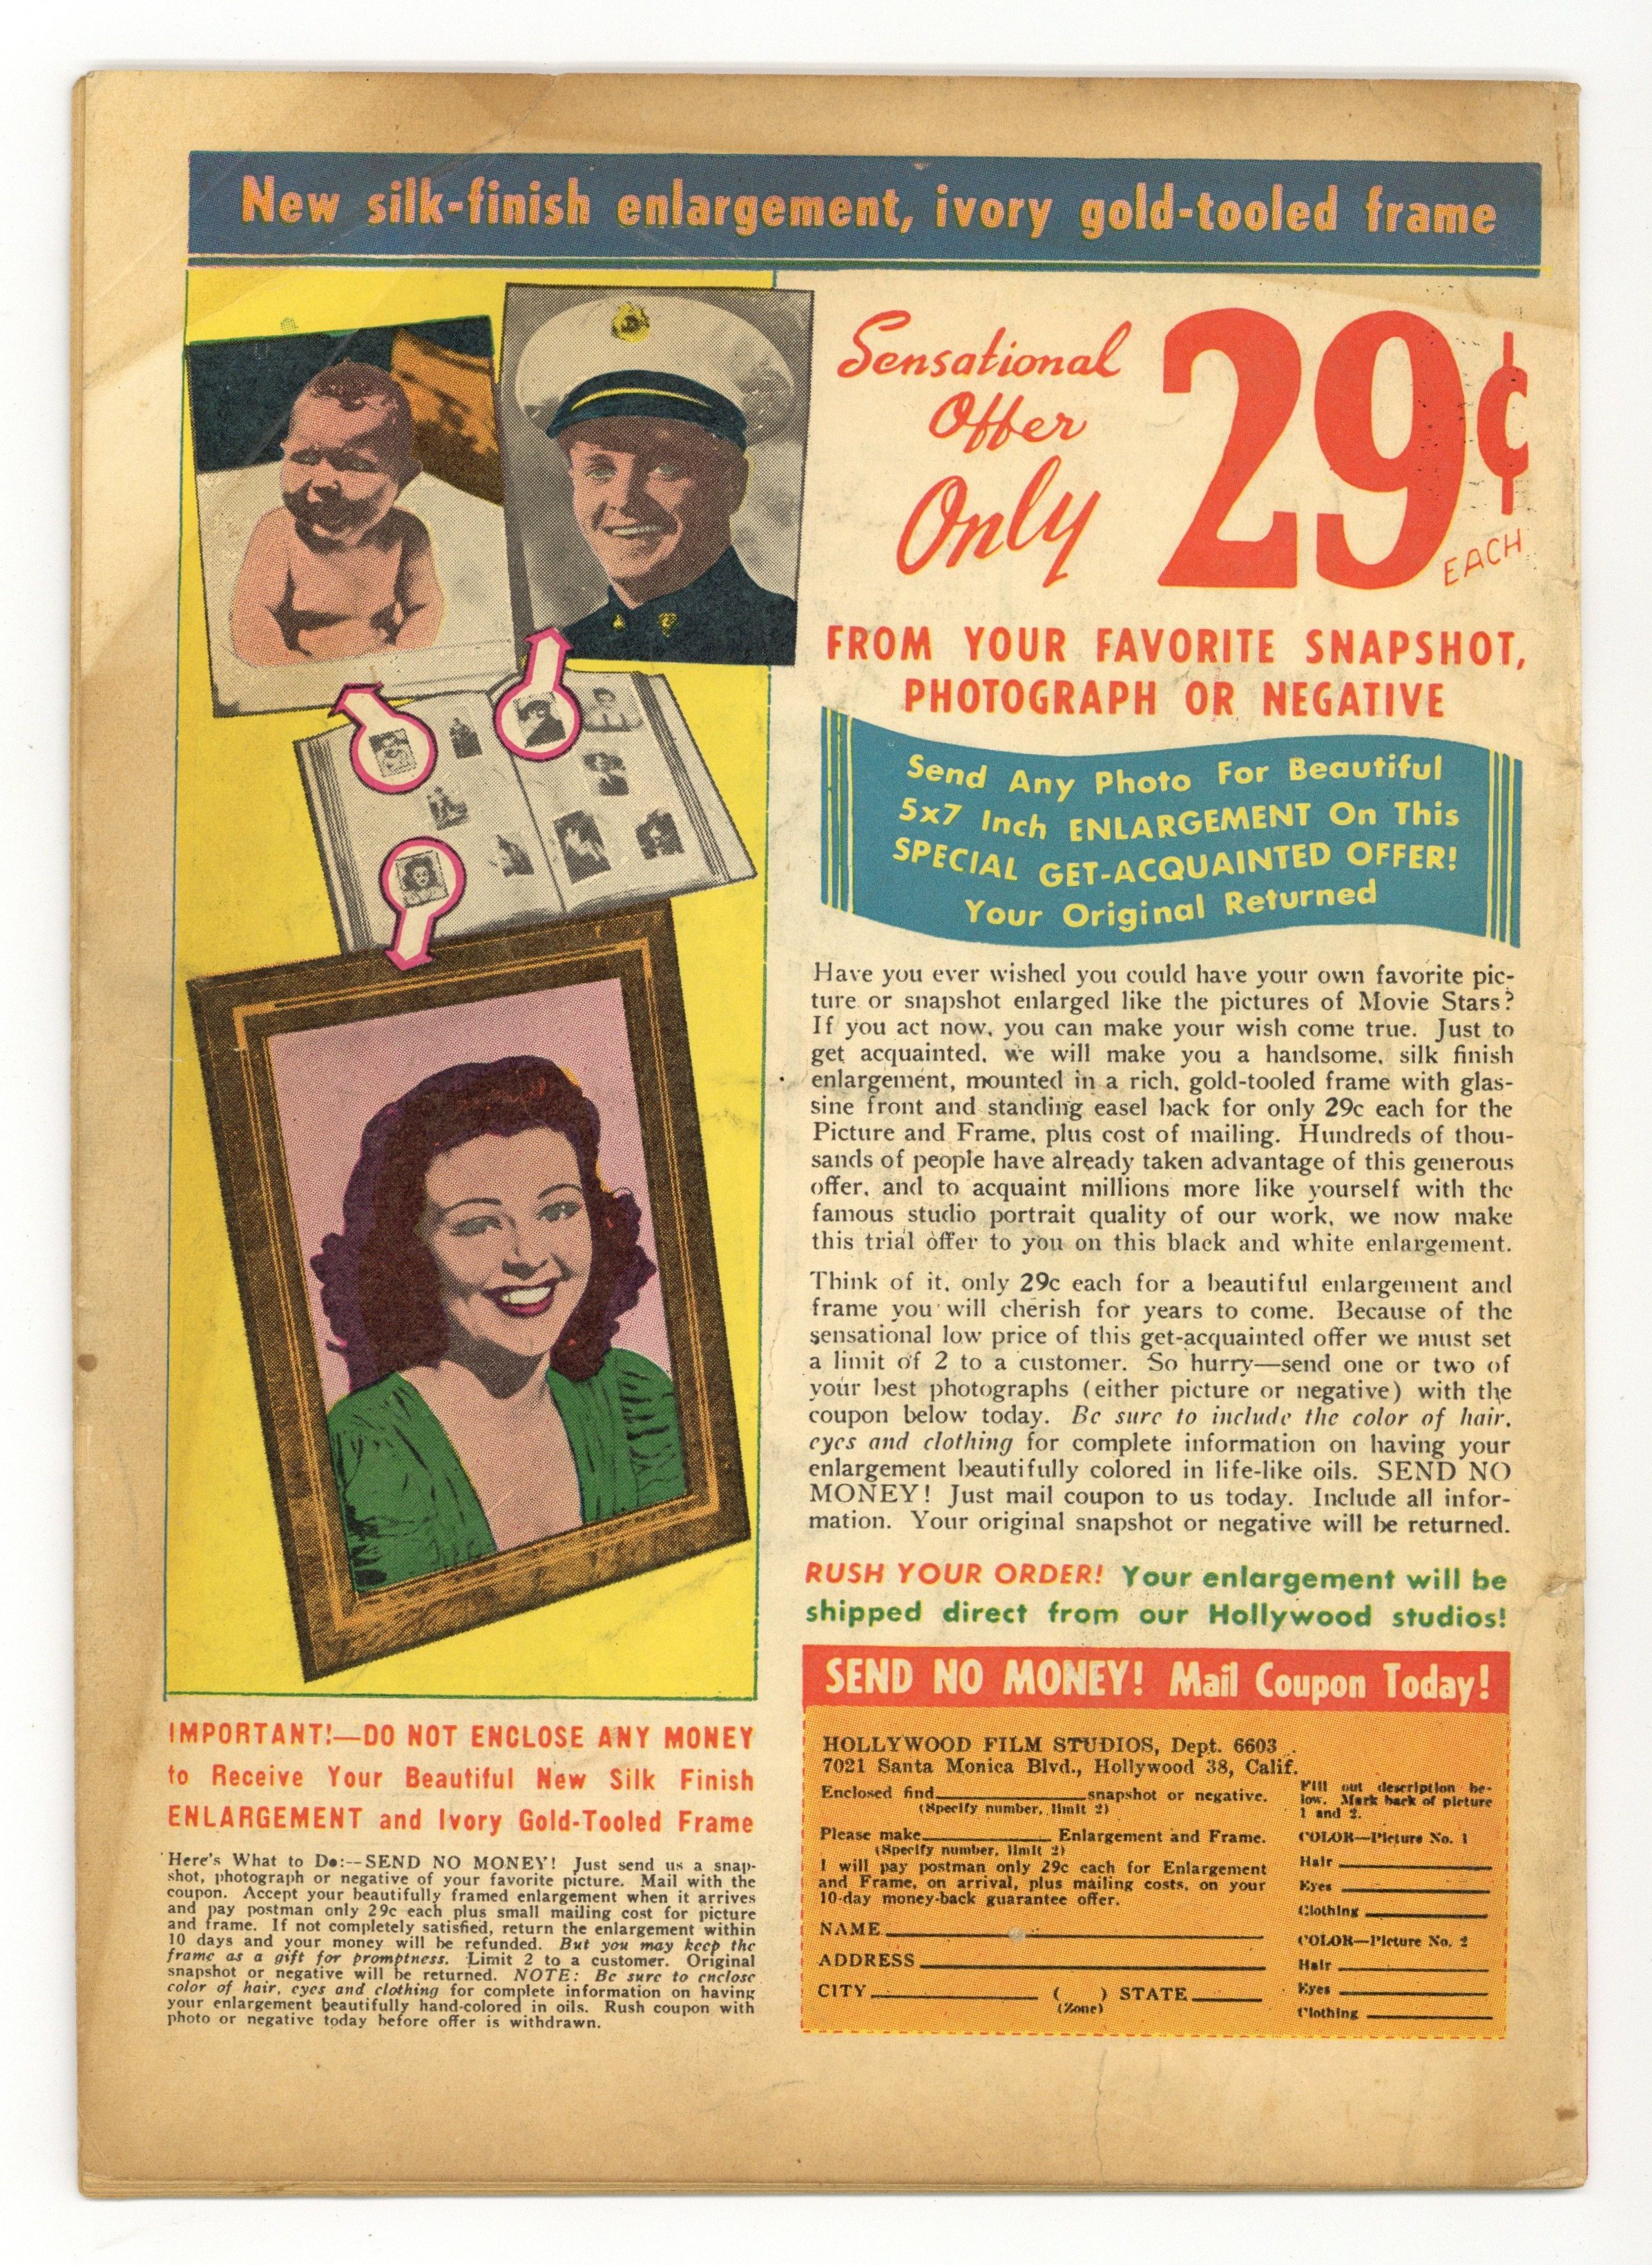 New silk-finish enlargement, ivory gold-tooled frame
Sensational
Offer
Only
29¢
EACH
FROM YOUR FAVORITE SNAPSHOT,
PHOTOGRAPH OR NEGATIVE
Send Any Photo For Beautiful
5x7 Inch ENLARGEMENT On This
SPECIAL GET-ACQUAINTED OFFER!
Your Original Returned
Have you ever wished you could have your own favorite pic-
ture or snapshot enlarged like the pictures of Movie Stars?
If you act now, you can make your wish come true. Just to
get acquainted, we will make you a handsome, silk finish
enlargement, mounted in a rich, gold-tooled frame with glas-
sine front and standing easel back for only 29c each for the
Picture and Frame, plus cost of mailing. Hundreds of thou-
sands of people have already taken advantage of this generous
offer, and to acquaint millions more like yourself with the
famous studio portrait quality of our work, we now make
this trial offer to you on this black and white enlargement.
Think of it, only 29c each for a beautiful enlargement and
frame you will cherish for years to come. Because of the
sensational low price of this get-acquainted offer we must set
a limit of 2 to a customer. So hurry—send one or two of
your best photographs (either picture or negative) with the
coupon below today. Be sure to include the color of hair,
eyes and clothing for complete information on having your
enlargement beautifully colored in life-like oils. SEND NO
MONEY! Just mail coupon to us today. Include all infor-
mation. Your original snapshot or negative will be returned.
RUSH YOUR ORDER! Your enlargement will be
shipped direct from our Hollywood studios!
IMPORTANT!—DO NOT ENCLOSE ANY MONEY
to Receive Your Beautiful New Silk Finish
ENLARGEMENT and Ivory Gold-Tooled Frame
Here's What to Do:--SEND NO MONEY! Just send us a snap-
shot, photograph or negative of your favorite picture. Mail with the
coupon. Accept your beautifully framed enlargement when it arrives
and pay postman only 29c each plus small mailing cost for picture
and frame. If not completely satisfied, return the enlargement within
10 days and your money will be refunded. But you may keep the
frame as a gift for promptness. Limit 2 to a customer. Original
snapshot or negative will be returned. NOTE: Be sure to enclose
color of hair, eyes and clothing for complete information on having
your enlargement beautifully hand-colored in oils. Rush coupon with
photo or negative today before offer is withdrawn.
SEND NO MONEY! Mail Coupon Today!
HOLLYWOOD FILM STUDIOS, Dept. 6603
7021 Santa Monica Blvd., Hollywood 38, Calif.
Enclosed find____________snapshot or negative.
(Specify number, limit 2)
Please make____________ Enlargement and Frame.
(Specify number, limit 2)
I will pay postman only 29c each for Enlargement
and Frame, on arrival, plus mailing costs, on your
10-day money-back guarantee offer.
NAME____________
ADDRESS____________
CITY____________ ( ) STATE______
(Zone)
Fill out description be-
low. Mark back of picture
1 and 2.
COLOR—Picture No. 1
Hair____________
Eyes____________
Clothing____________
COLOR—Picture No. 2
Hair____________
Eyes____________
Clothing____________